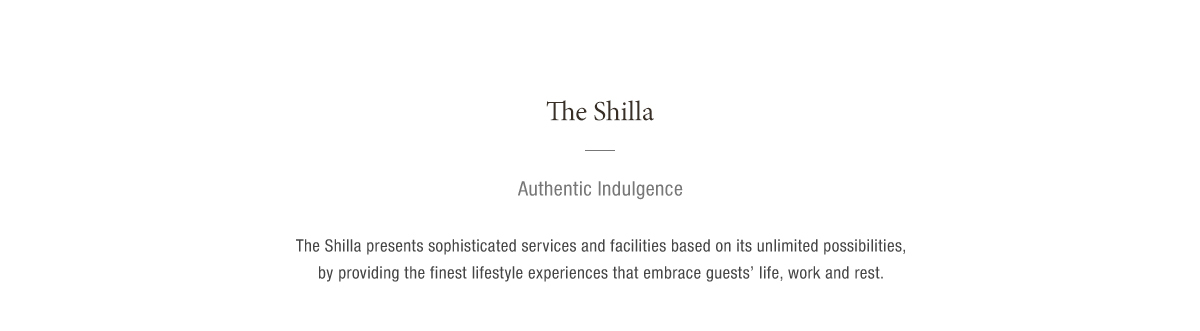 The Shilla
Authentic Indulgence
The Shilla presents sophisticated services and facilities based on its unlimited possibilities,
by providing the finest lifestyle experiences that embrace guests’ life, work and rest.